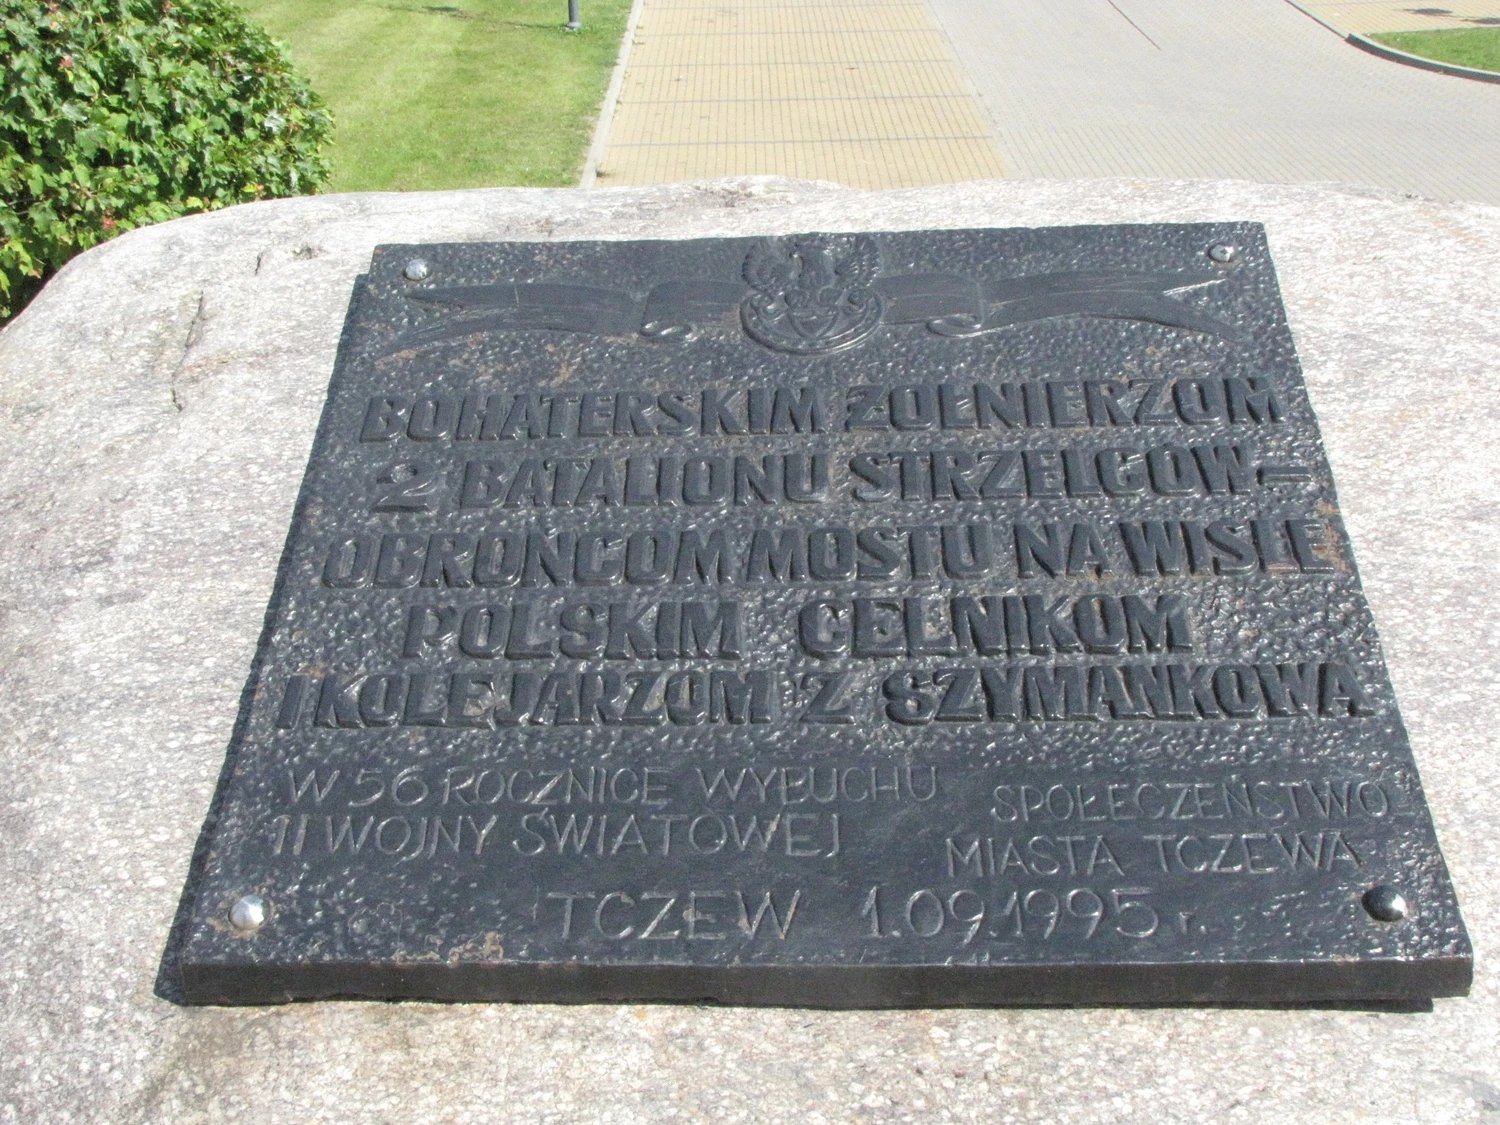 BOHATERSKIM ŻOŁNIERZOM
2 BATALIONU STRZELCÓW =
OBROŃCOM MOSTU NA WIŚLE
POLSKIM CELNIKOM
I KOLEJARZOM Z SZYMANKOWA
W 56 ROCZNICE WYBUCHU
II WOJNY ŚWIATOWEJ
SPOŁECZEŃSTWO
MIASTA TCZEWA
TCZEW 1.09.1995 r.